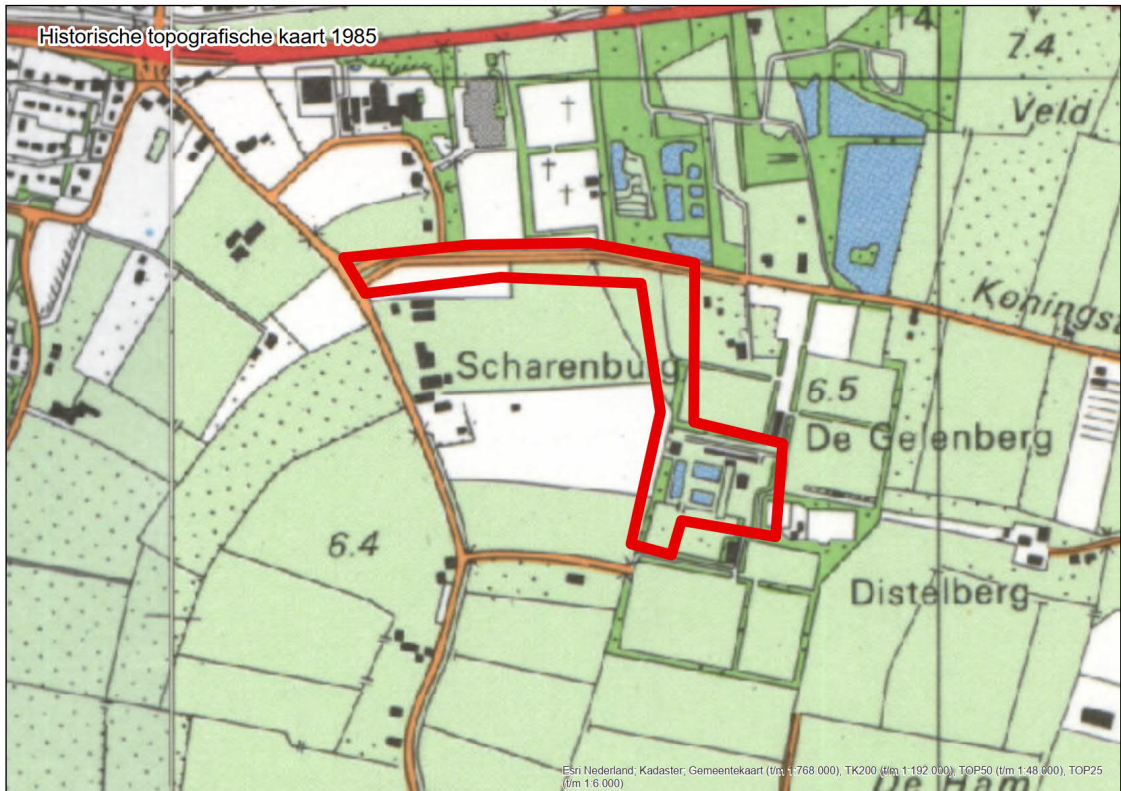 Historische topografische kaart 1985
14
7.4
Veld
Koningss
Scharenburg
6.5
De Gelenberg
6.4
Distelberg
Esri Nederland; Kadaster; Gemeentekaart (t/m 1:768.000), TK200 (t/m 1:192.000), TOP50 (t/m 1:48.000), TOP25
(t/m 1:6.000)
De Ham